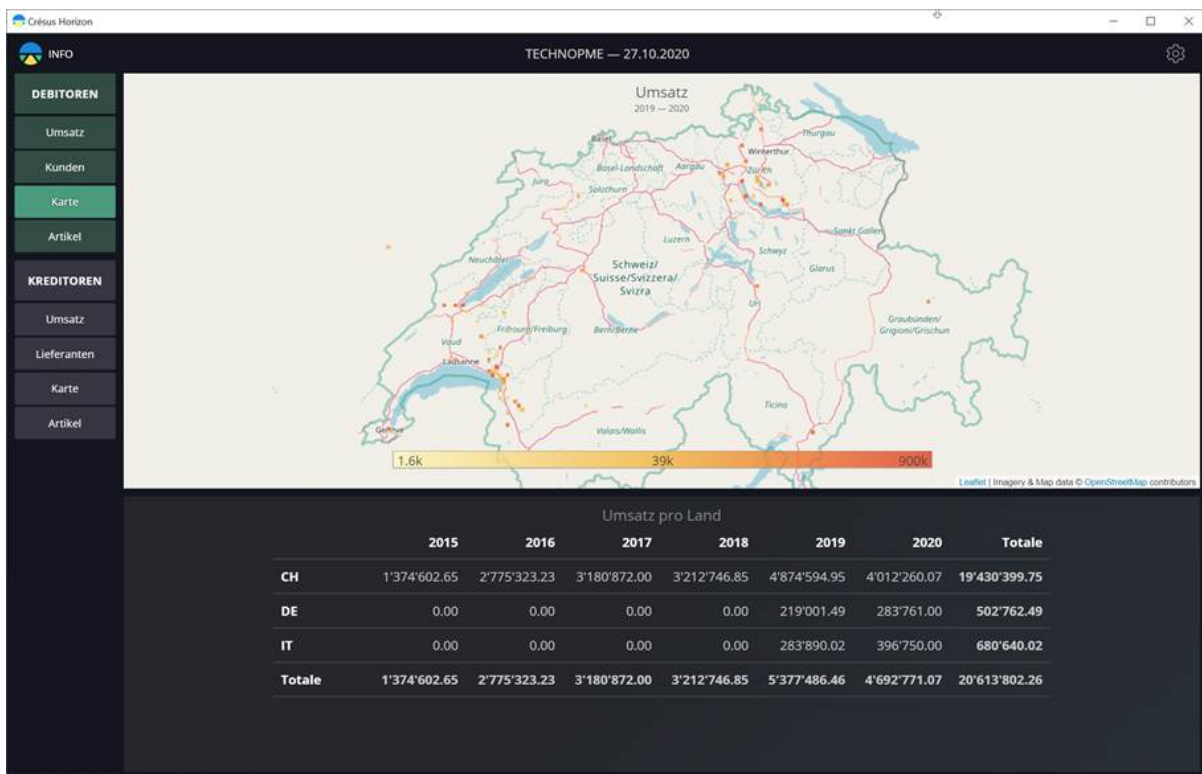 Crésus Horizon
INFO
TECHNOPME — 27.10.2020
DEBITOREN
Umsatz
Kunden
Karte
Artikel
KREDITOREN
Umsatz
Lieferanten
Karte
Artikel
Umsatz
2019 — 2020
Basel
Thurgau
Winterthur
Basel-Landschaft
Aargau
Zürich
Jura
Solothurn
Sankt Gallen
Luzern
Schwyz
Neuchâtel
Glarus
Schweiz/
Suisse/Svizzera/
Svizra
Uri
Graubünden/
Grigioni/Grischun
Fribourg/Freiburg
Bern/Berne
Vaud
Lausanne
Ticino
Genève
Valais/Wallis
1.6k 39k 900k
Leaflet | Imagery & Map data © OpenStreetMap contributors
Umsatz pro Land
2015 2016 2017 2018 2019 2020 Totale
CH 1'374'602.65 2'775'323.23 3'180'872.00 3'212'746.85 4'874'594.95 4'012'260.07 19'430'399.75
DE 0.00 0.00 0.00 0.00 219'001.49 283'761.00 502'762.49
IT 0.00 0.00 0.00 0.00 283'890.02 396'750.00 680'640.02
Totale 1'374'602.65 2'775'323.23 3'180'872.00 3'212'746.85 5'377'486.46 4'692'771.07 20'613'802.26